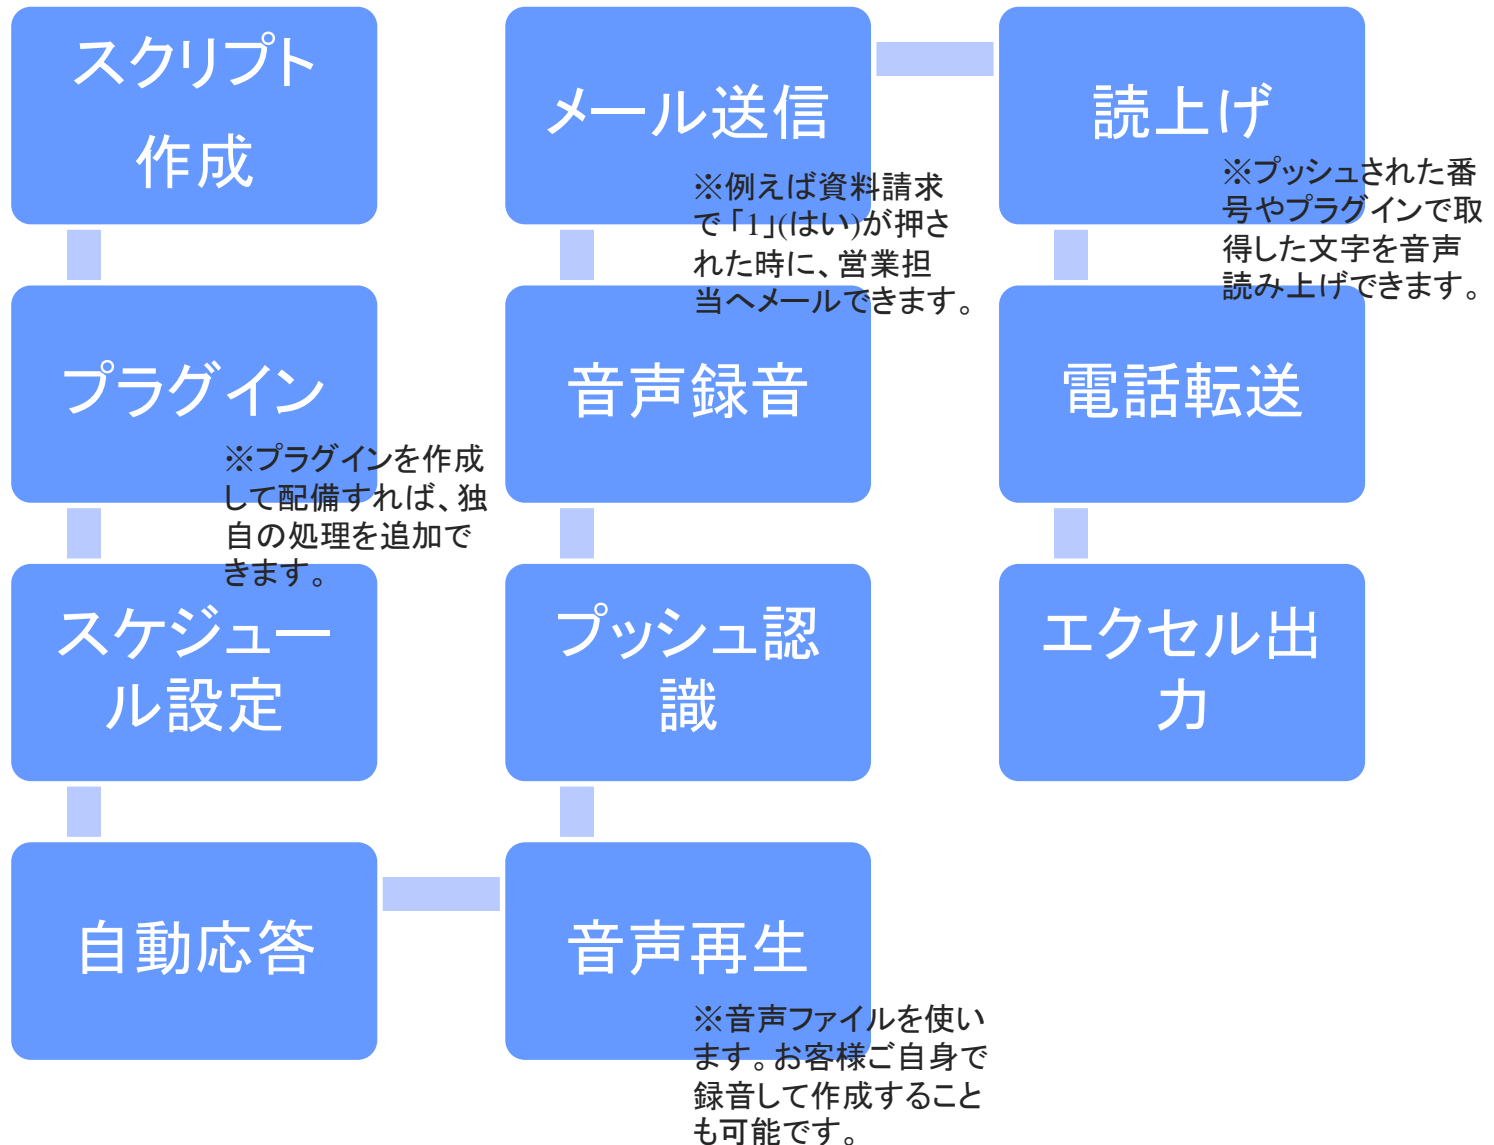 スクリプト
作成
プラグイン
※プラグインを作成
して配備すれば、独
自の処理を追加で
きます。
スケジュー
ル設定
自動応答
音声再生
※音声ファイルを使い
ます。お客様ご自身で
録音して作成すること
も可能です。
プッシュ認
識
音声録音
メール送信
※例えば資料請求
で「1」(はい)が押さ
れた時に、営業担
当へメールできます。
読上げ
※プッシュされた番
号やプラグインで取
得した文字を音声
読み上げできます。
電話転送
エクセル出
力